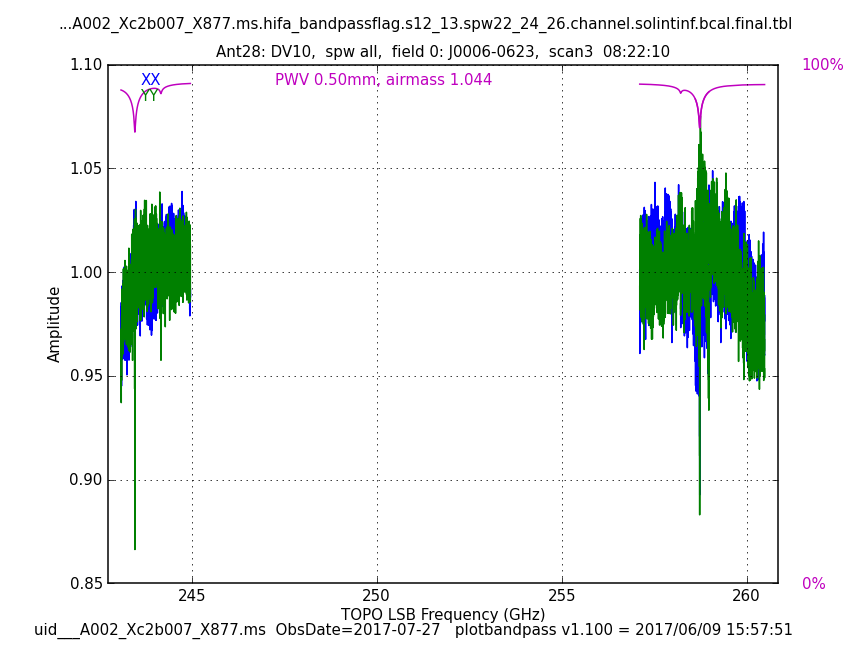 ...A002_Xc2b007_X877.ms.hifa_bandpassflag.s12_13.spw22_24_26.channel.solintinf.bcal.final.tbl
Ant28: DV10,  spw all,  field 0: J0006-0623,  scan3  08:22:10
1.10
100%
XX
PWV 0.50mm, airmass 1.044
YY
1.05
1.00
Amplitude
0.95
0.90
0.85
0%
245
250
255
260
TOPO LSB Frequency (GHz)
uid___A002_Xc2b007_X877.ms  ObsDate=2017-07-27   plotbandpass v1.100 = 2017/06/09 15:57:51